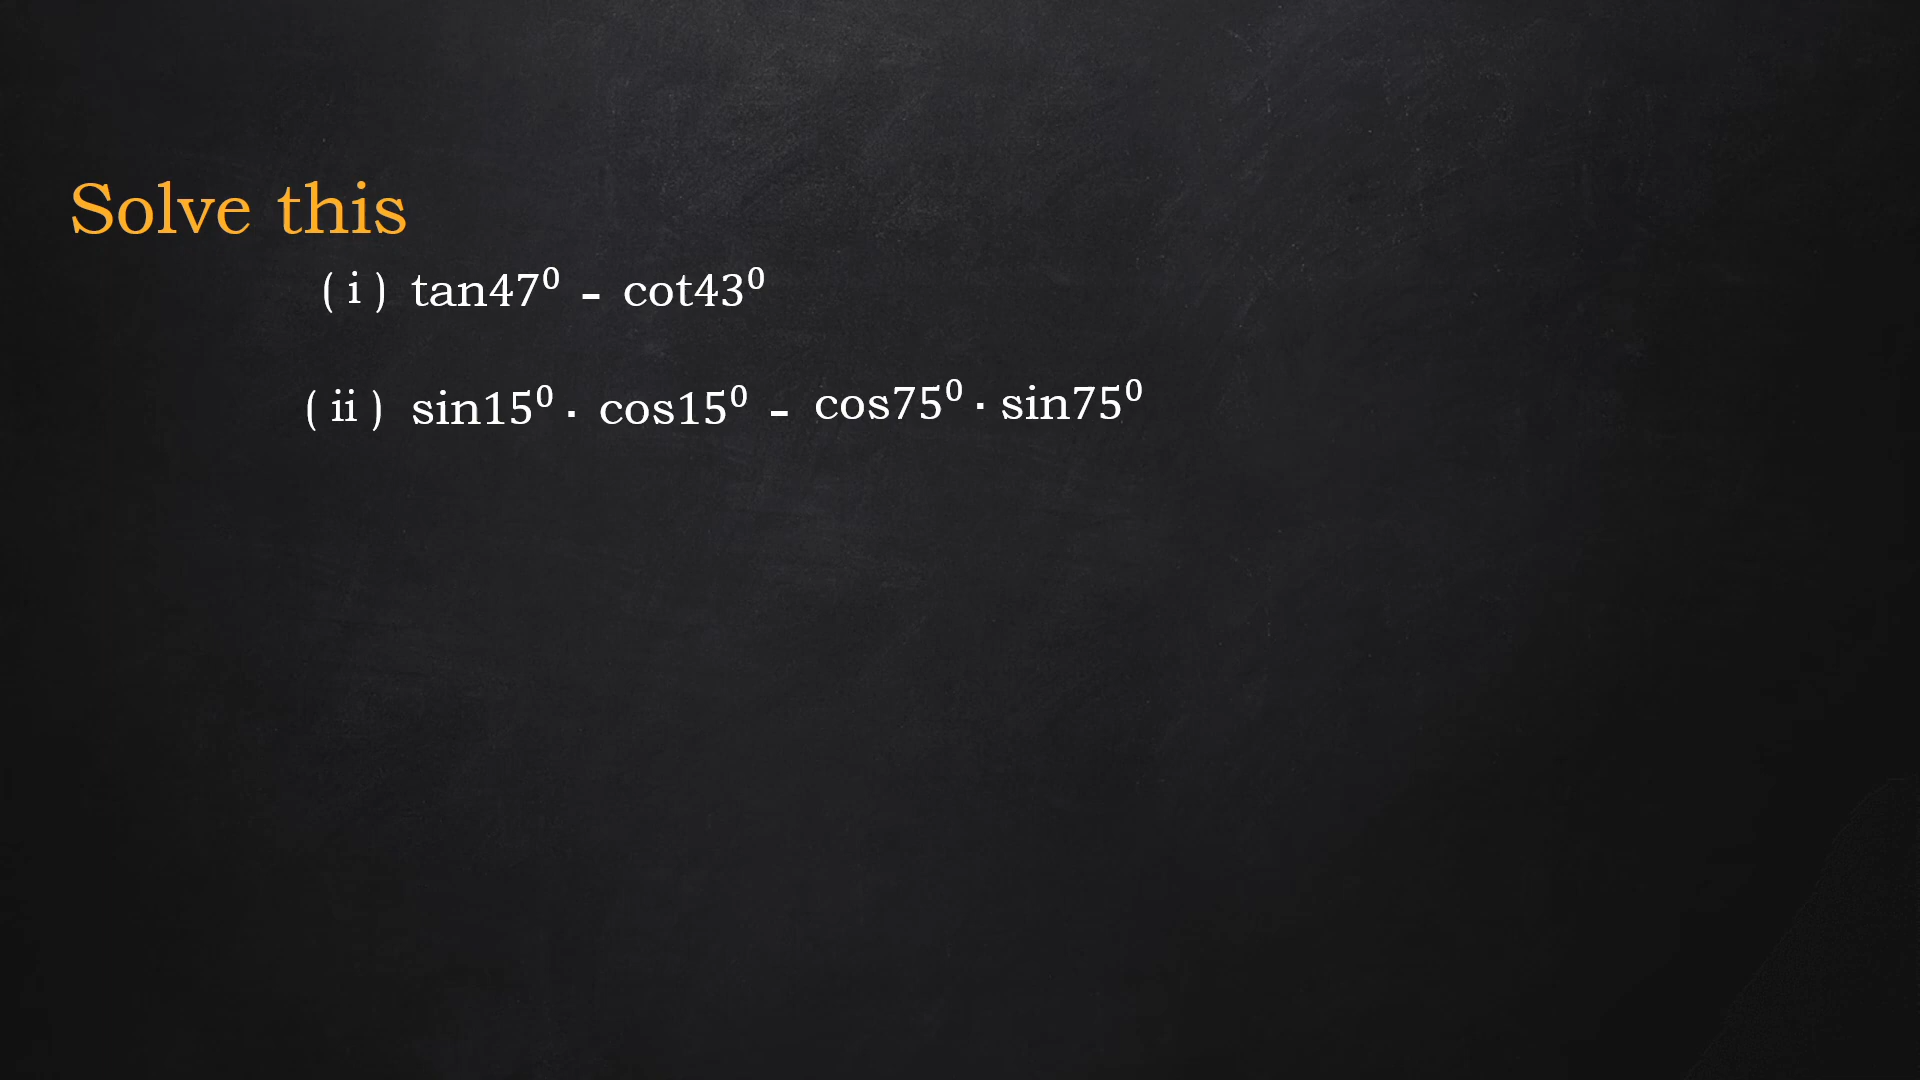 Solve this
( i ) tan47⁰ - cot43⁰
( ii ) sin15⁰ · cos15⁰ - cos75⁰ · sin75⁰